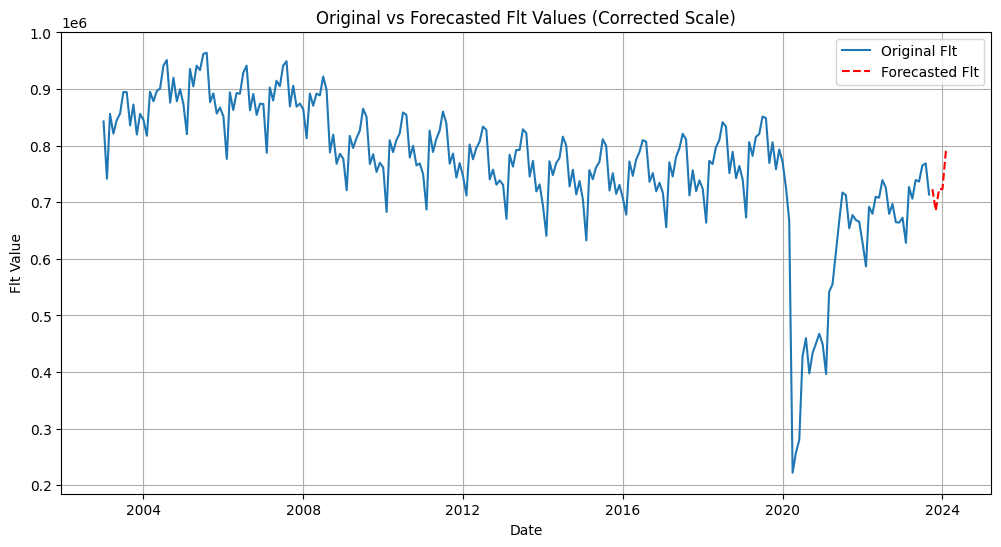 Original vs Forecasted Flt Values (Corrected Scale)
1e6
Original Flt
Forecasted Flt
1.0
0.9
0.8
0.7
0.6
0.5
0.4
0.3
0.2
Flt Value
2004
2008
2012
2016
2020
2024
Date